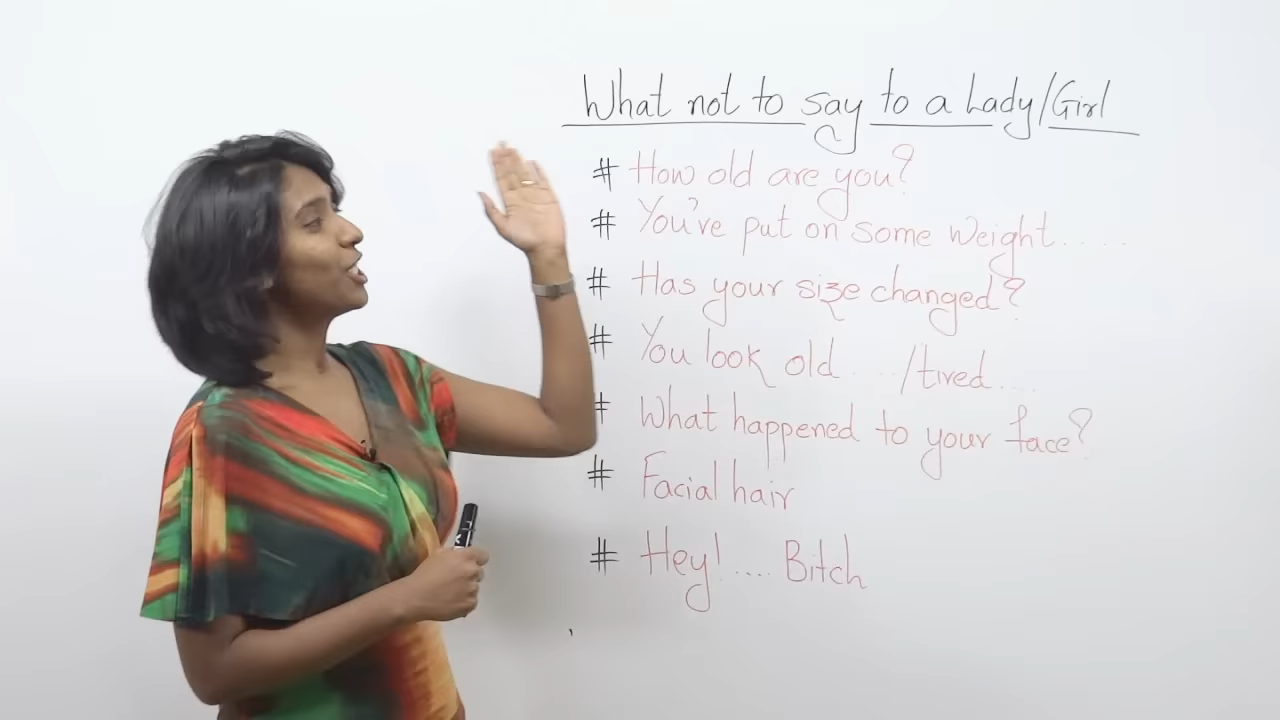 What not to say to a Lady/Girl
# How old are you?
# You've put on some weight.....
# Has your size changed?
# You look old..../tired....
# What happened to your face?
# Facial hair
# Hey!.... Bitch